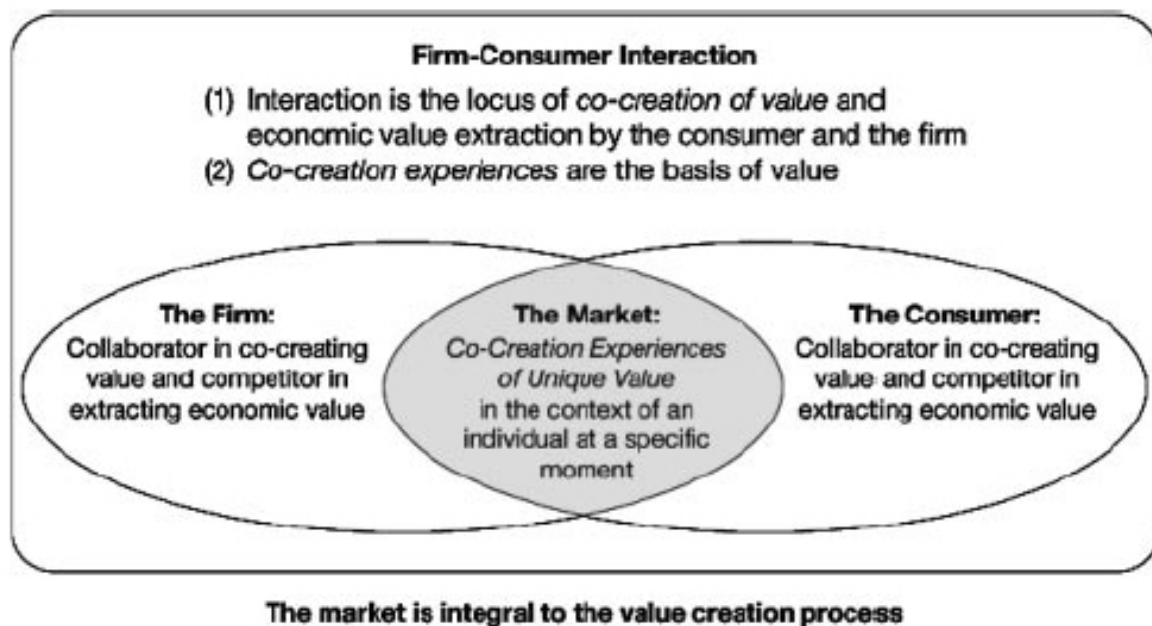 Firm-Consumer Interaction
(1) Interaction is the locus of co-creation of value and
economic value extraction by the consumer and the firm
(2) Co-creation experiences are the basis of value
The Firm:
Collaborator in co-creating
value and competitor in
extracting economic value
The Market:
Co-Creation Experiences
of Unique Value
in the context of an
individual at a specific
moment
The Consumer:
Collaborator in co-creating
value and competitor in
extracting economic value
The market is integral to the value creation process